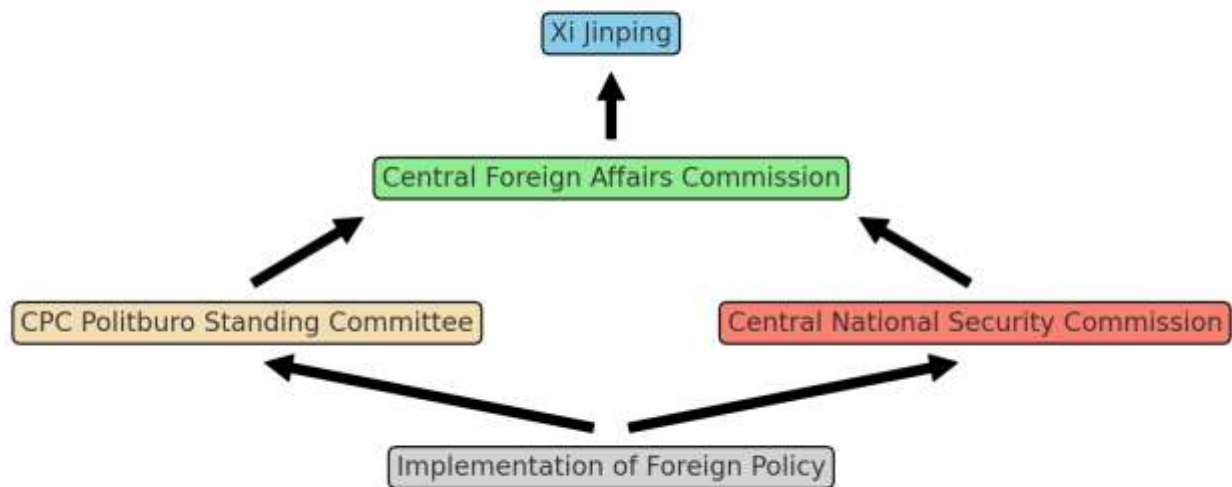 Xi Jinping
Central Foreign Affairs Commission
CPC Politburo Standing Committee
Central National Security Commission
Implementation of Foreign Policy